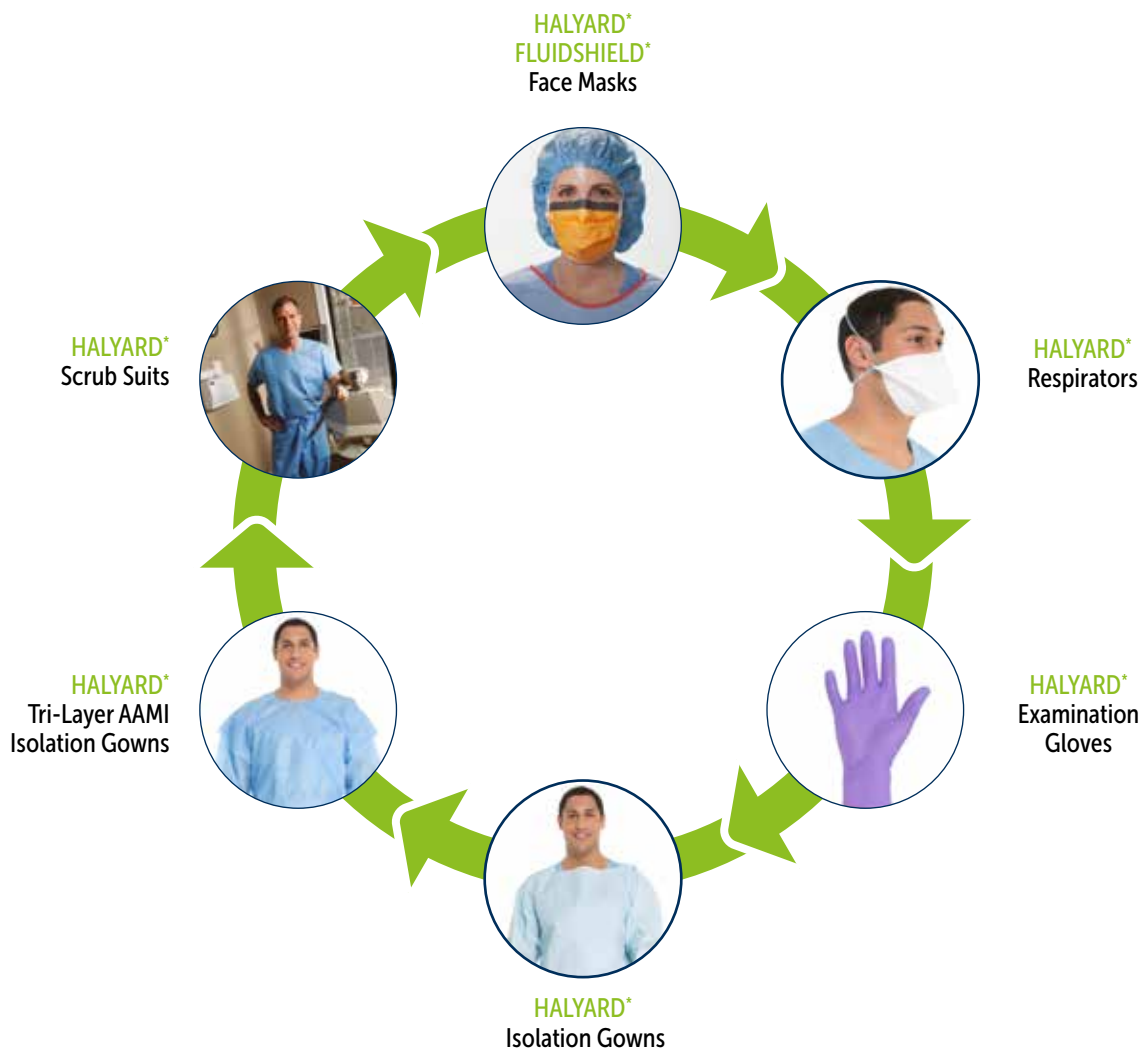 HALYARD*
FLUIDSHIELD*
Face Masks
HALYARD*
Respirators
HALYARD*
Examination
Gloves
HALYARD*
Isolation Gowns
HALYARD*
Tri-Layer AAMI
Isolation Gowns
HALYARD*
Scrub Suits